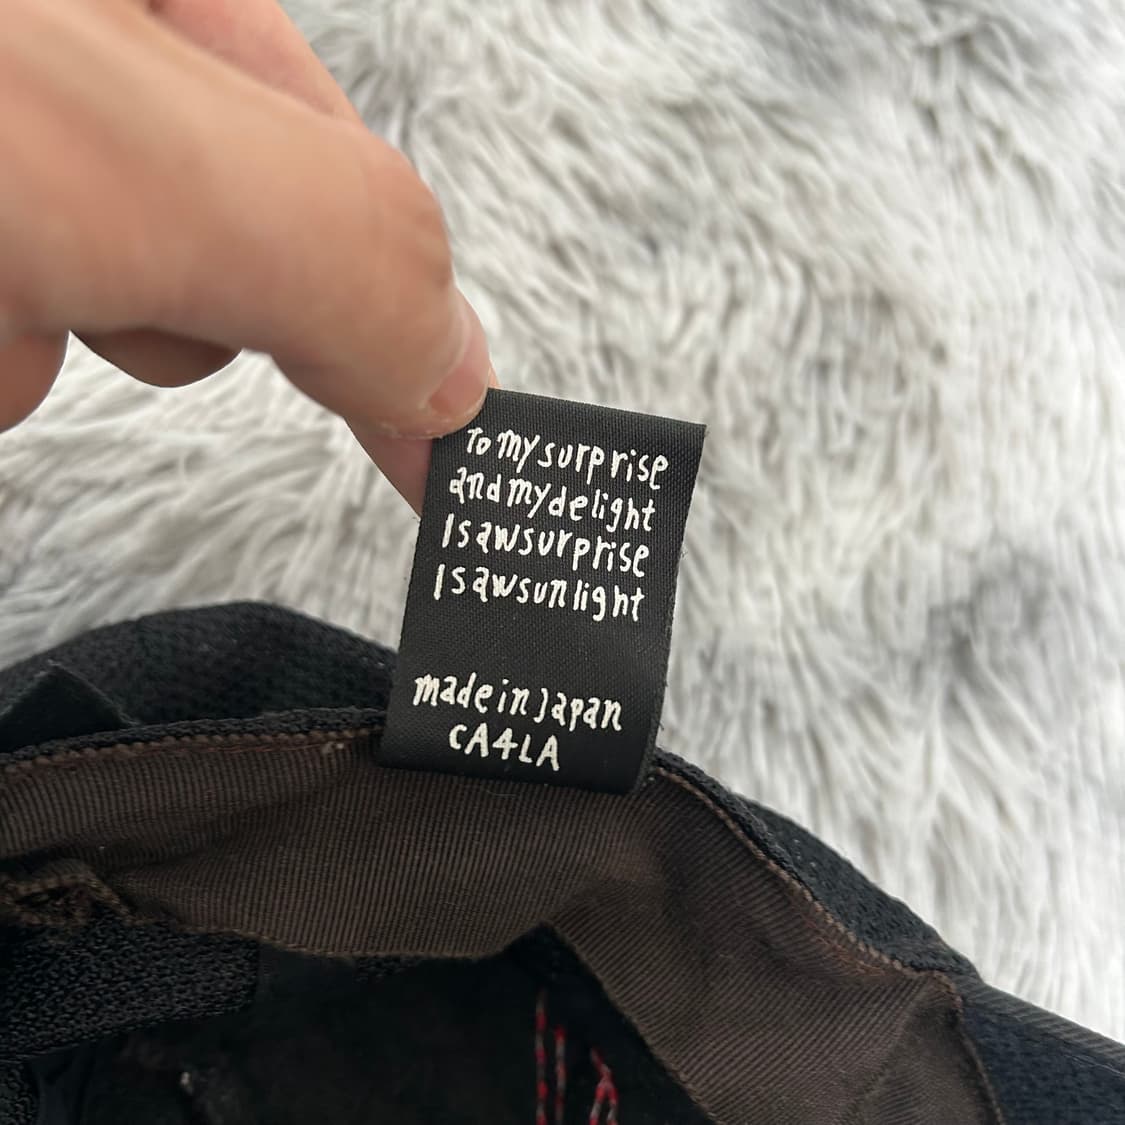 To my surprise
and my delight
I saw surprise
I saw sunlight
made in Japan
CA4LA